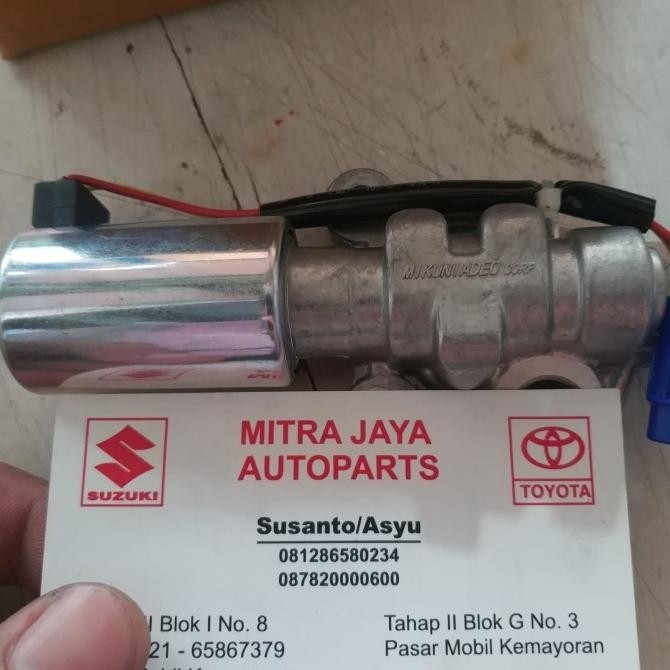 MIKUNIADEO CORP
SUZUKI
MITRA JAYA
AUTOPARTS
TOYOTA
Susanto/Asyu
081286580234
087820000600
Blok I No. 8
21 - 65867379
Tahap II Blok G No. 3
Pasar Mobil Kemayoran